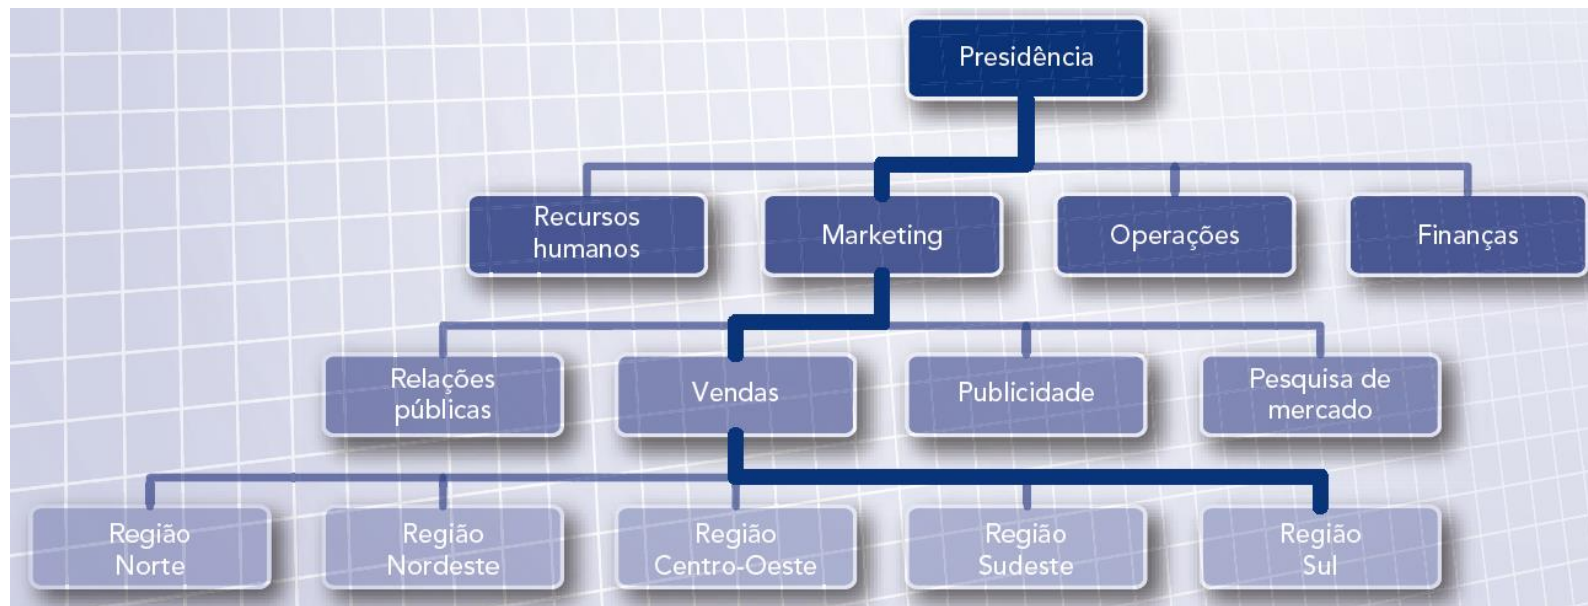 Presidência
Recursos
humanos
Marketing
Operações
Finanças
Relações
públicas
Vendas
Publicidade
Pesquisa de
mercado
Região
Norte
Região
Nordeste
Região
Centro-Oeste
Região
Sudeste
Região
Sul